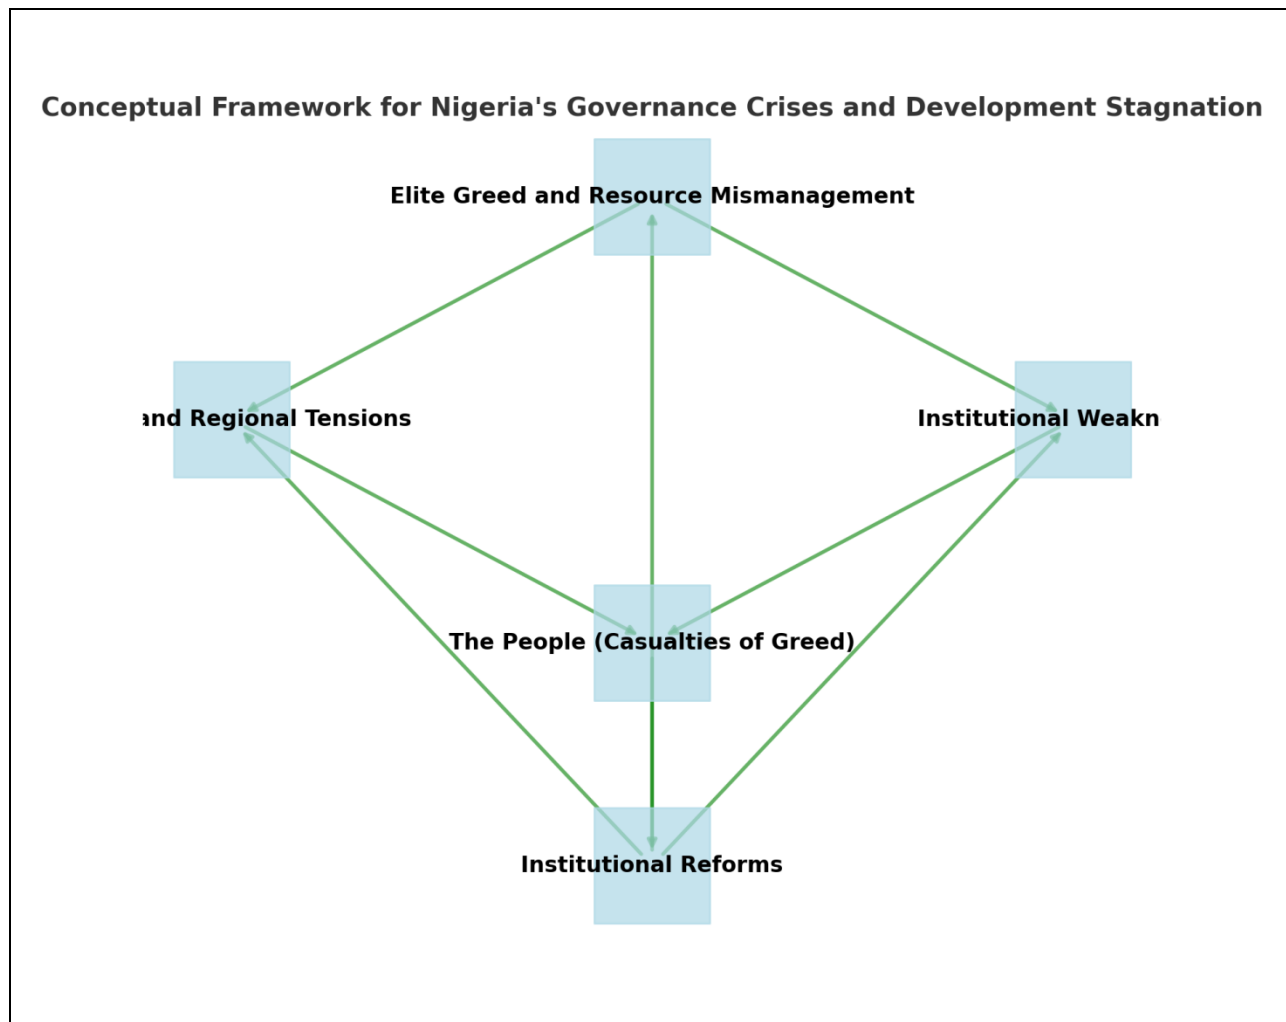 Conceptual Framework for Nigeria's Governance Crises and Development Stagnation
Elite Greed and Resource Mismanagement
and Regional Tensions
Institutional Weakn
The People (Casualties of Greed)
Institutional Reforms